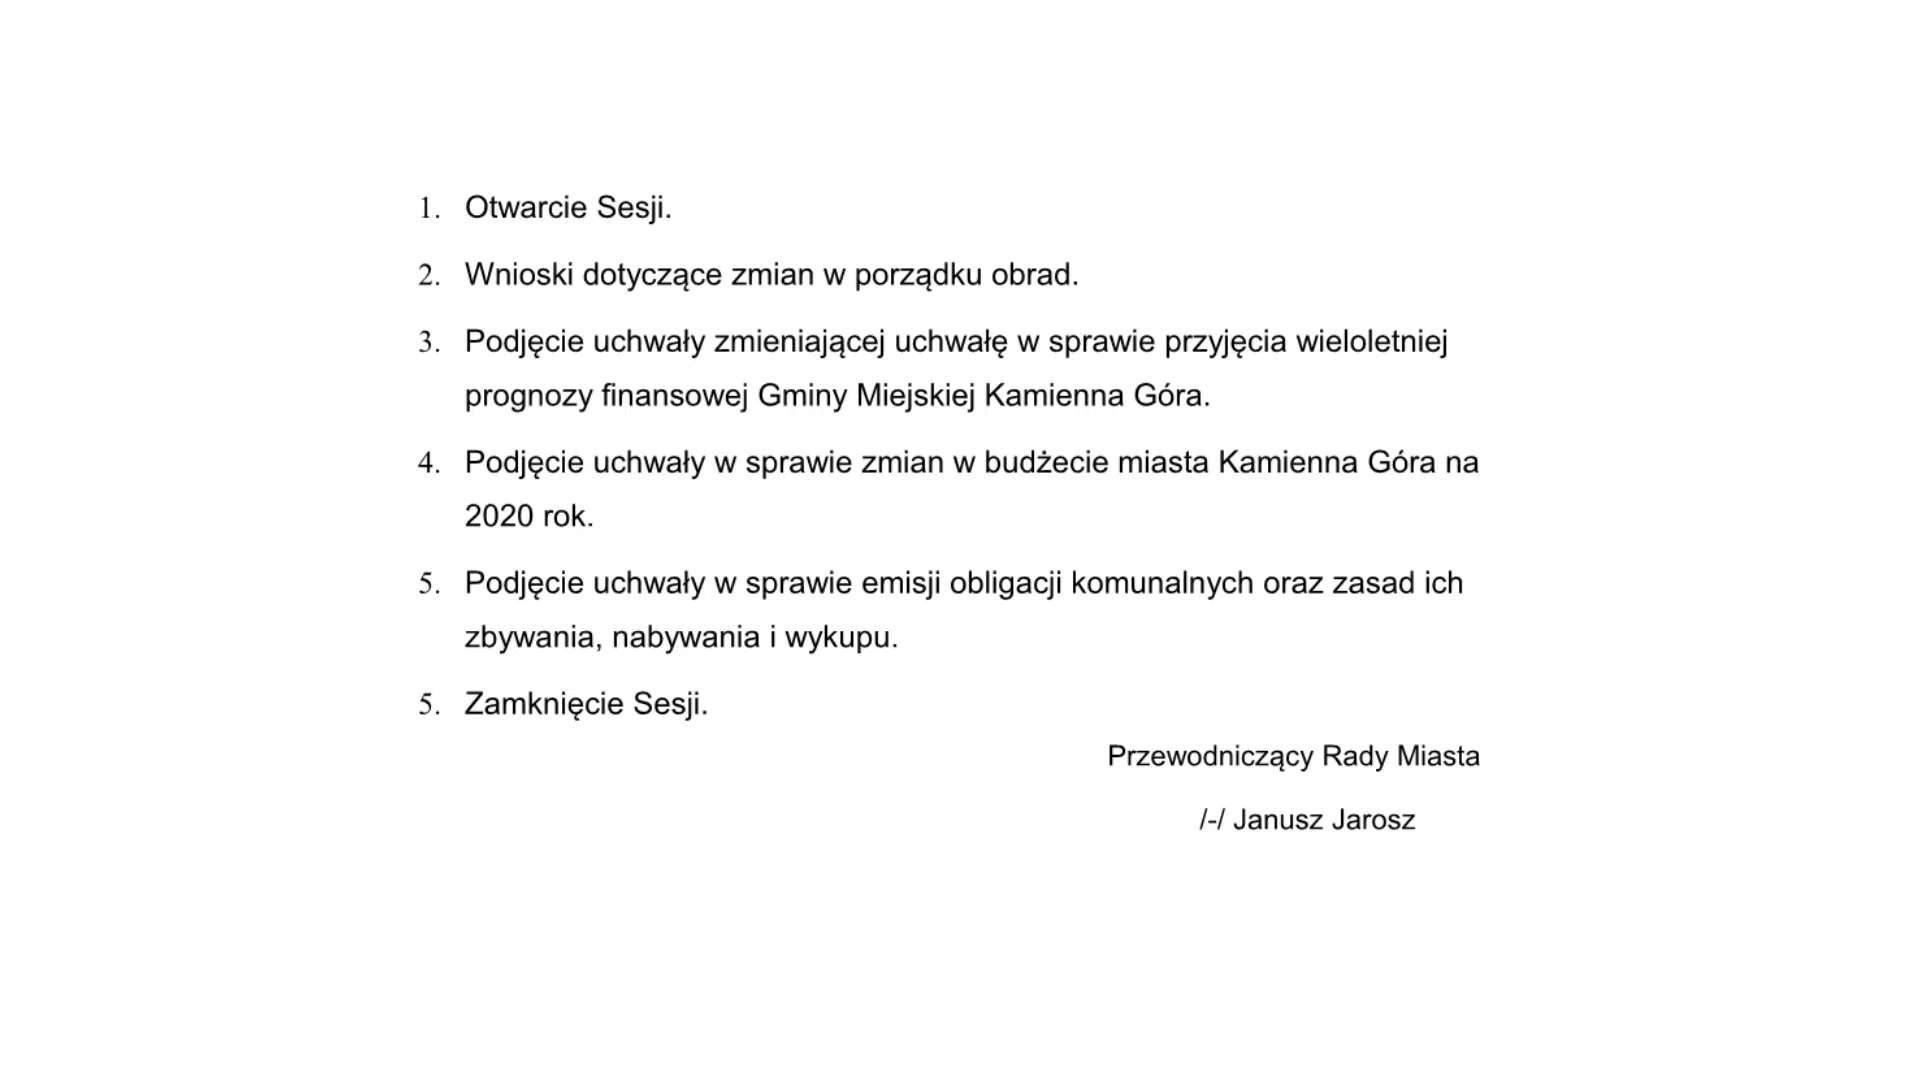 1. Otwarcie Sesji.
2. Wnioski dotyczące zmian w porządku obrad.
3. Podjęcie uchwały zmieniającej uchwałę w sprawie przyjęcia wieloletniej
prognozy finansowej Gminy Miejskiej Kamienna Góra.
4. Podjęcie uchwały w sprawie zmian w budżecie miasta Kamienna Góra na
2020 rok.
5. Podjęcie uchwały w sprawie emisji obligacji komunalnych oraz zasad ich
zbywania, nabywania i wykupu.
5. Zamknięcie Sesji.
Przewodniczący Rady Miasta
/-/ Janusz Jarosz